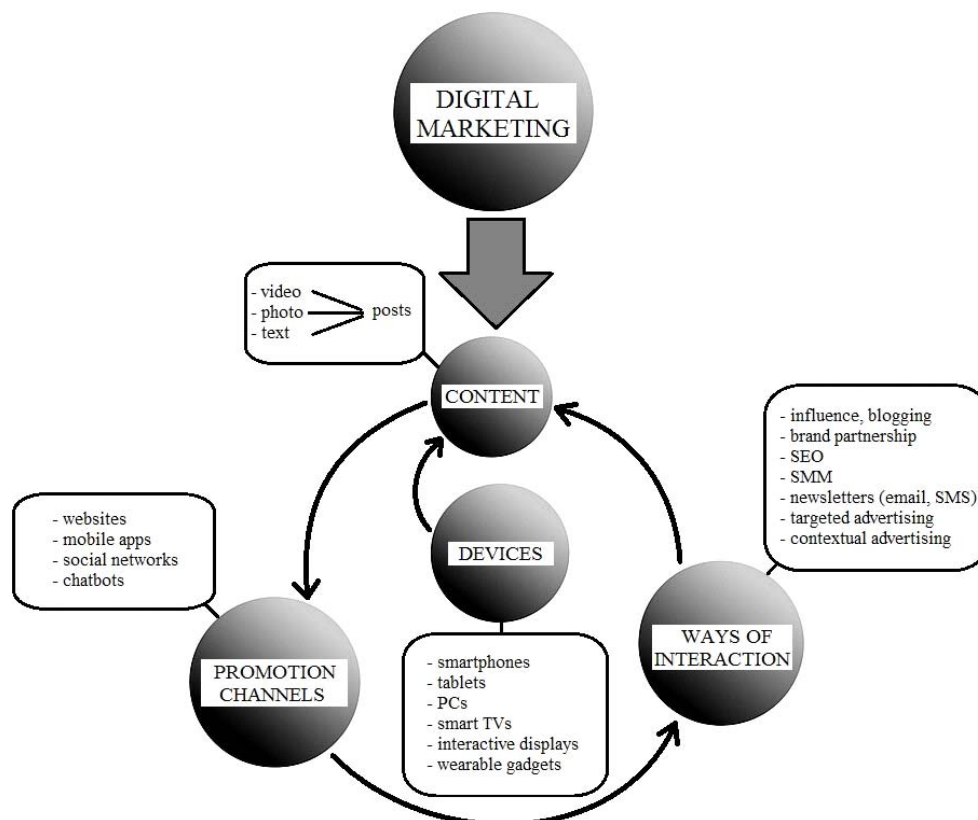 DIGITAL
MARKETING
- video
- photo
- text
posts
CONTENT
- influence, blogging
- brand partnership
- SEO
- SMM
- newsletters (email, SMS)
- targeted advertising
- contextual advertising
- websites
- mobile apps
- social networks
- chatbots
DEVICES
WAYS OF
INTERACTION
PROMOTION
CHANNELS
- smartphones
- tablets
- PCs
- smart TVs
- interactive displays
- wearable gadgets